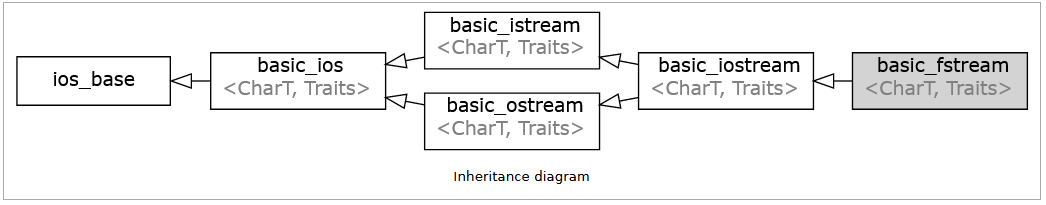 ios_base
basic_ios
<CharT, Traits>
basic_istream
<CharT, Traits>
basic_ostream
<CharT, Traits>
basic_iostream
<CharT, Traits>
basic_fstream
<CharT, Traits>
Inheritance diagram